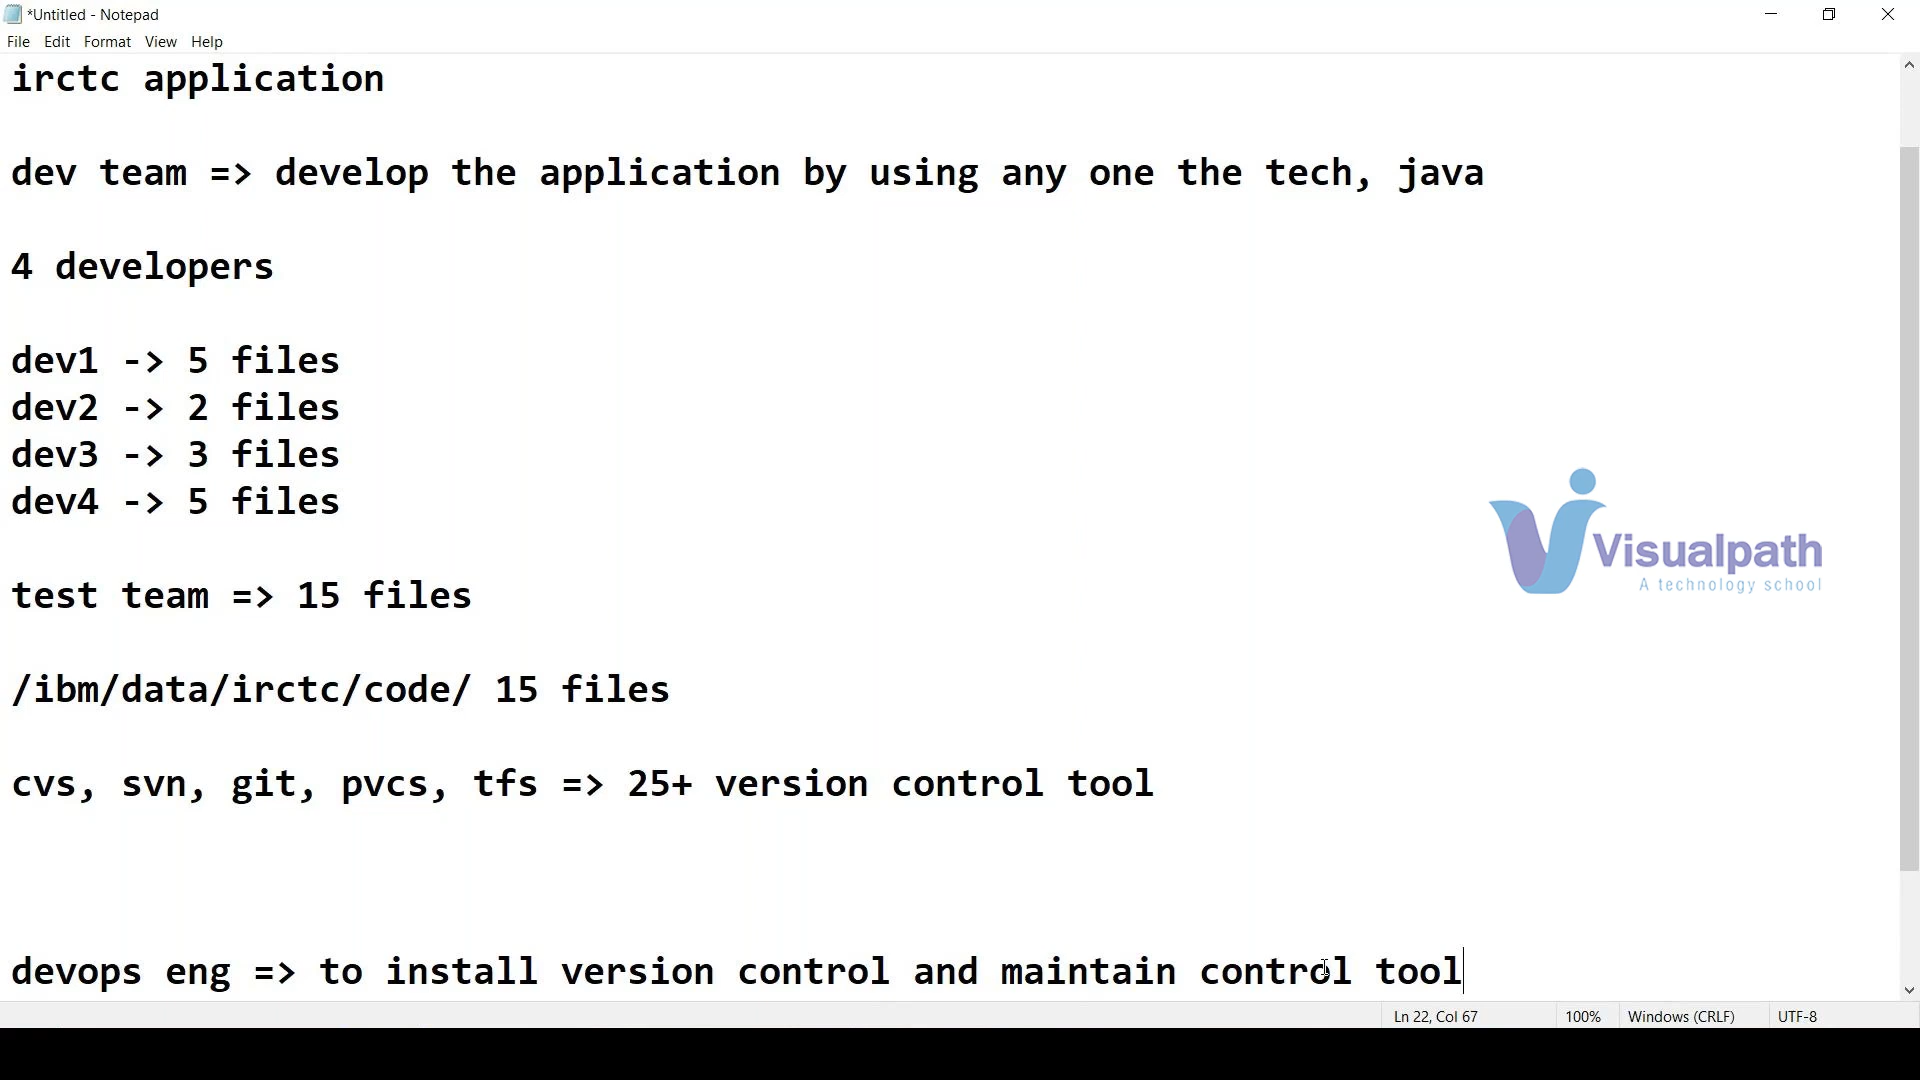 *Untitled - Notepad
File Edit Format View Help
irctc application
dev team => develop the application by using any one the tech, java
4 developers
dev1 -> 5 files
dev2 -> 2 files
dev3 -> 3 files
dev4 -> 5 files
test team => 15 files
/ibm/data/irctc/code/ 15 files
cvs, svn, git, pvcs, tfs => 25+ version control tool
devops eng => to install version control and maintain control tool
Visualpath
A technology school
Ln 22, Col 67 100% Windows (CRLF) UTF-8